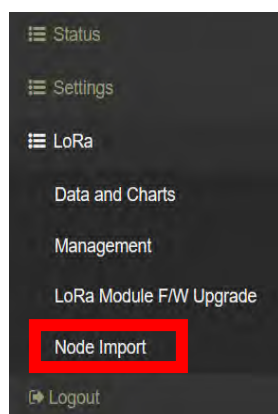 Status
Settings
LoRa
Data and Charts
Management
LoRa Module F/W Upgrade
Node Import
Logout